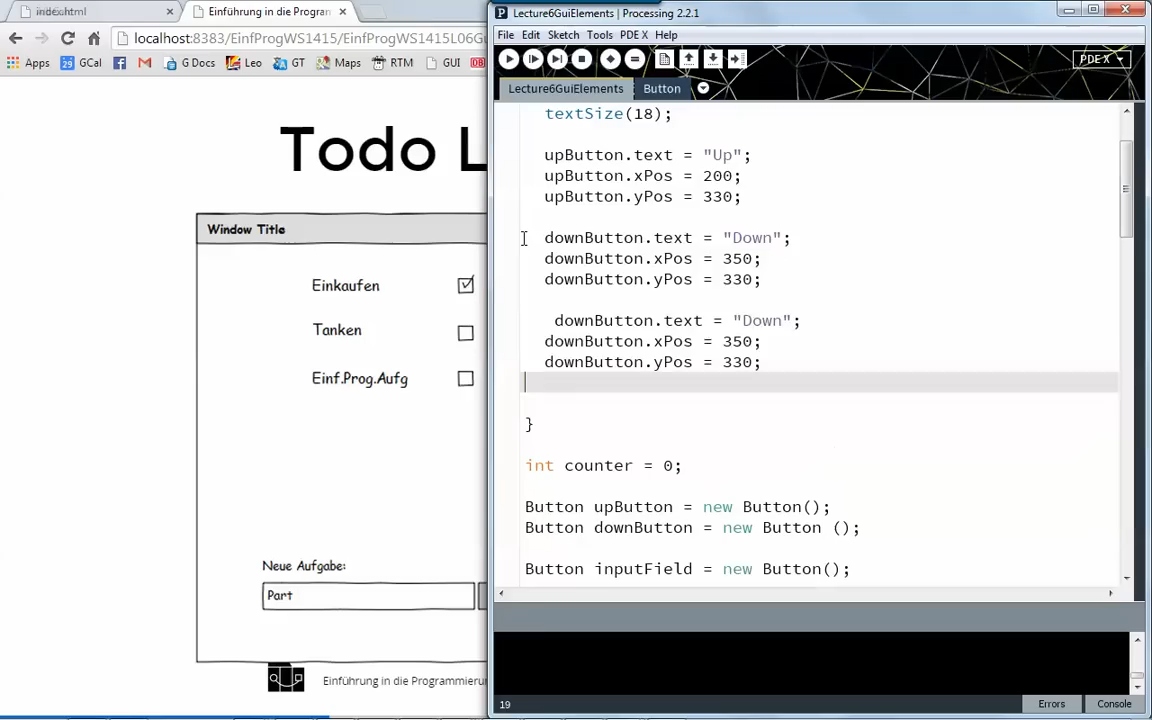 index.html
Einführung in die Program
localhost:8383/EinfProgWS1415/EinfProgWS1415L06G
Apps
GCal
G Docs
Leo
GT
Maps
RTM
GUI
Todo L
Window Title
Einkaufen
Tanken
Einf.Prog.Aufg
Neue Aufgabe:
Part
Einführung in die Programmieru
Lecture6GuiElements | Processing 2.2.1
File Edit Sketch Tools PDE X Help
PDE X
Lecture6GuiElements
Button
textSize(18);
upButton.text = "Up";
upButton.xPos = 200;
upButton.yPos = 330;
downButton.text = "Down";
downButton.xPos = 350;
downButton.yPos = 330;
downButton.text = "Down";
downButton.xPos = 350;
downButton.yPos = 330;
}
int counter = 0;
Button upButton = new Button();
Button downButton = new Button ();
Button inputField = new Button();
19
Errors
Console